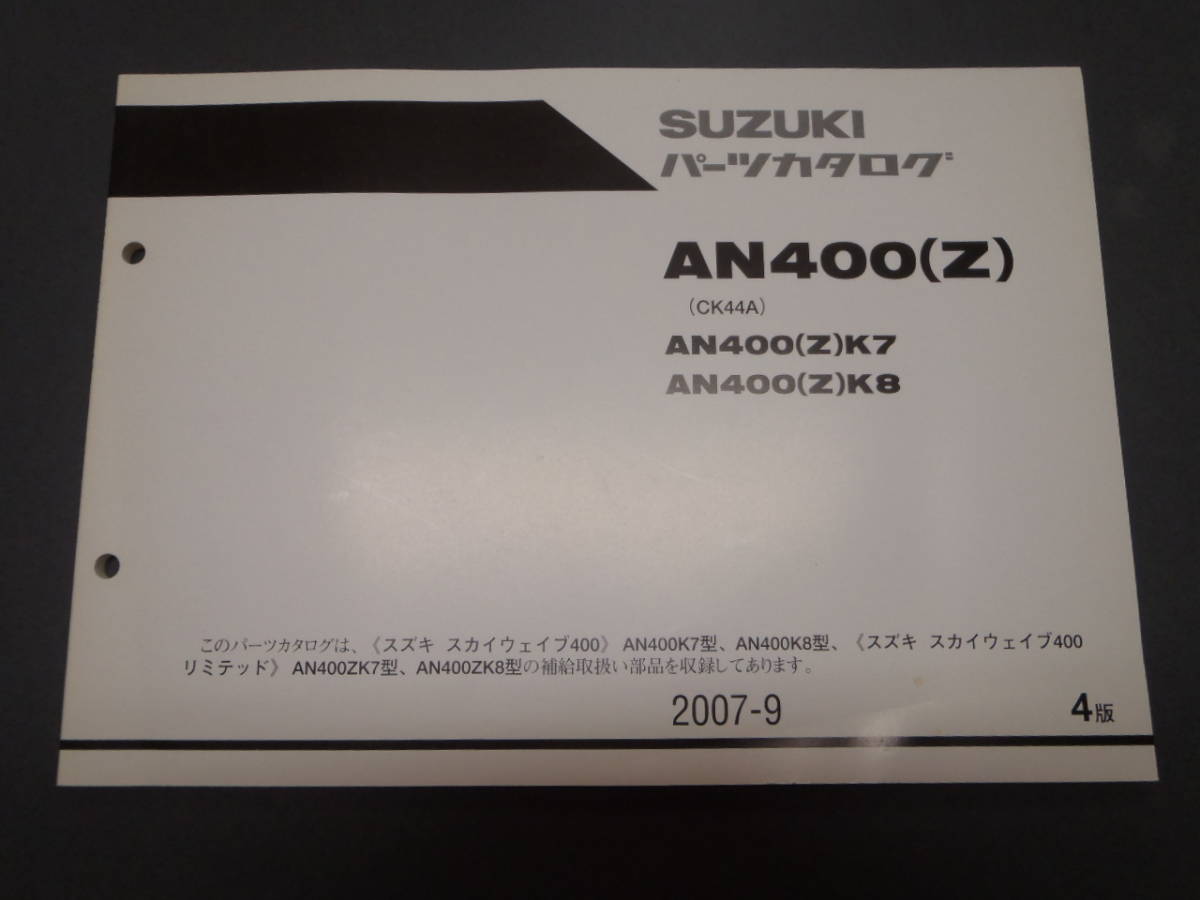 SUZUKI
パーツカタログ
AN400(Z)
(CK44A)
AN400(Z)K7
AN400(Z)K8
このパーツカタログは、《スズキ スカイウェイブ400》 AN400K7型、AN400K8型、《スズキ スカイウェイブ400
リミテッド》 AN400ZK7型、AN400ZK8型の補給取扱い部品を収録してあります。
2007-9 4版